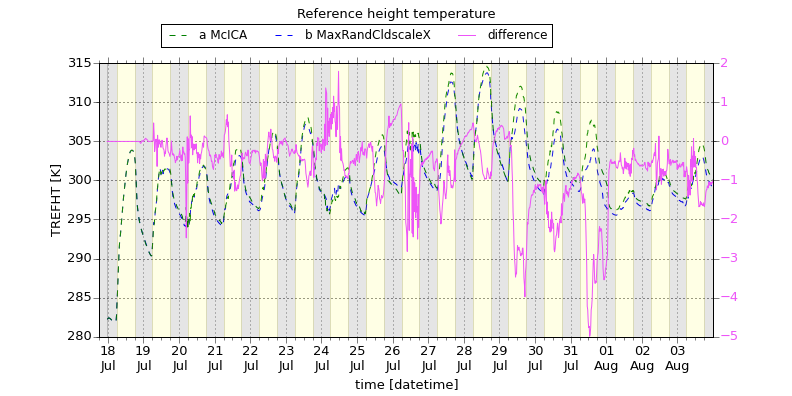 Reference height temperature
a McICA b MaxRandCldscaleX difference
315 2
310 1
305 0
300 −1
295 −2
290 −3
285 −4
280 −5
TREFHT [K]
18 19 20 21 22 23 24 25 26 27 28 29 30 31 01 02 03
Jul Jul Jul Jul Jul Jul Jul Jul Jul Jul Jul Jul Jul Jul Aug Aug Aug
time [datetime]